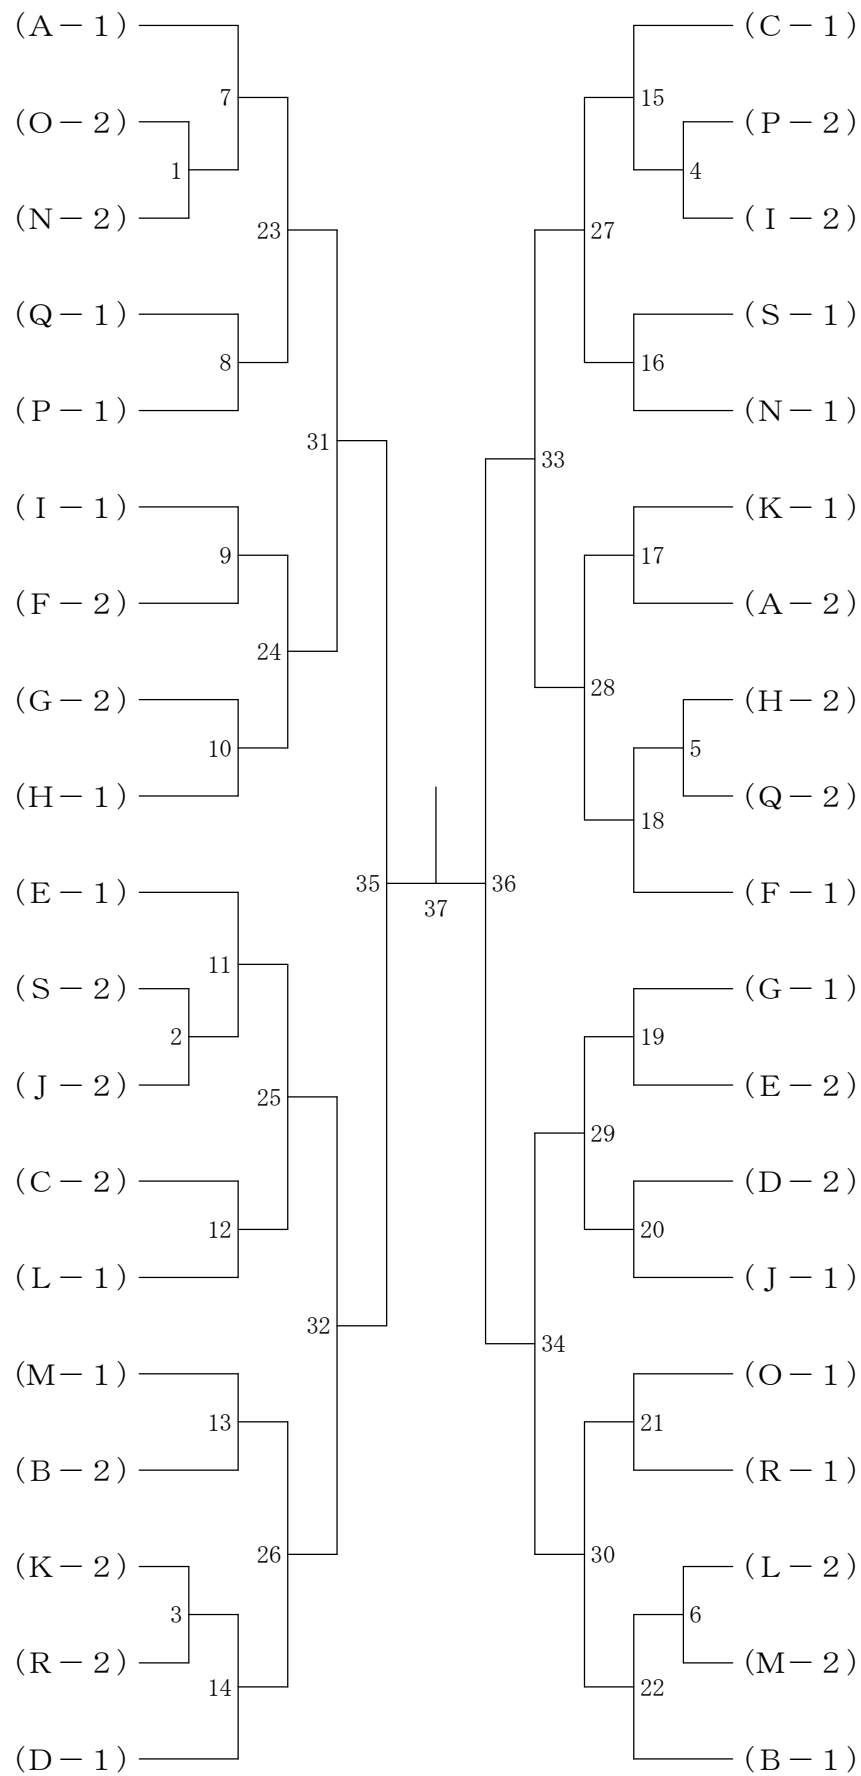 (A－1)
(O－2)
(N－2)
(Q－1)
(P－1)
(I－1)
(F－2)
(G－2)
(H－1)
(E－1)
(S－2)
(J－2)
(C－2)
(L－1)
(M－1)
(B－2)
(K－2)
(R－2)
(D－1)
1
2
3
7
8
9
10
11
12
13
14
23
24
25
26
31
32
35
37
36
33
34
27
28
29
30
15
16
17
18
19
20
21
22
4
5
6
(C－1)
(P－2)
(I－2)
(S－1)
(N－1)
(K－1)
(A－2)
(H－2)
(Q－2)
(F－1)
(G－1)
(E－2)
(D－2)
(J－1)
(O－1)
(R－1)
(L－2)
(M－2)
(B－1)